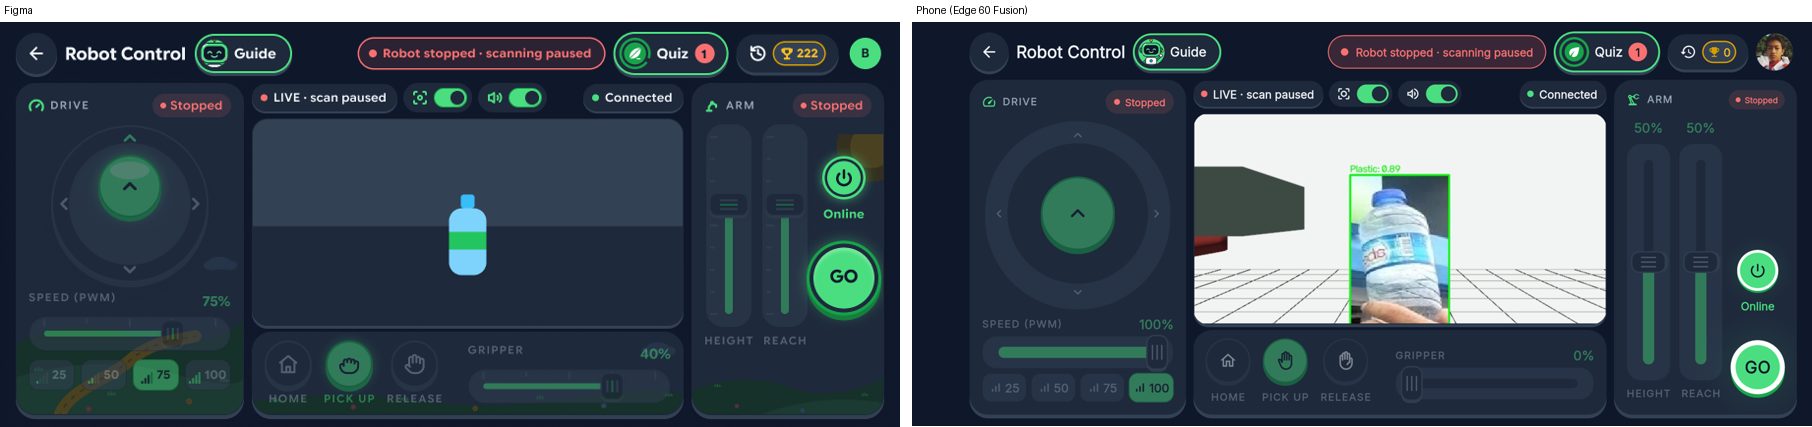 Figma
Robot Control
Guide
Robot stopped · scanning paused
Quiz 1
222
B
DRIVE
Stopped
LIVE · scan paused
Connected
ARM
Stopped
SPEED (PWM)
75%
25
50
75
100
HOME
PICK UP
RELEASE
GRIPPER
40%
HEIGHT
REACH
Online
GO
Phone (Edge 60 Fusion)
Robot Control
Guide
Robot stopped · scanning paused
Quiz 1
0
DRIVE
Stopped
LIVE · scan paused
Connected
ARM
Stopped
50%
50%
Plastic: 0.89
SPEED (PWM)
100%
25
50
75
100
HOME
PICK UP
RELEASE
GRIPPER
0%
HEIGHT
REACH
Online
GO